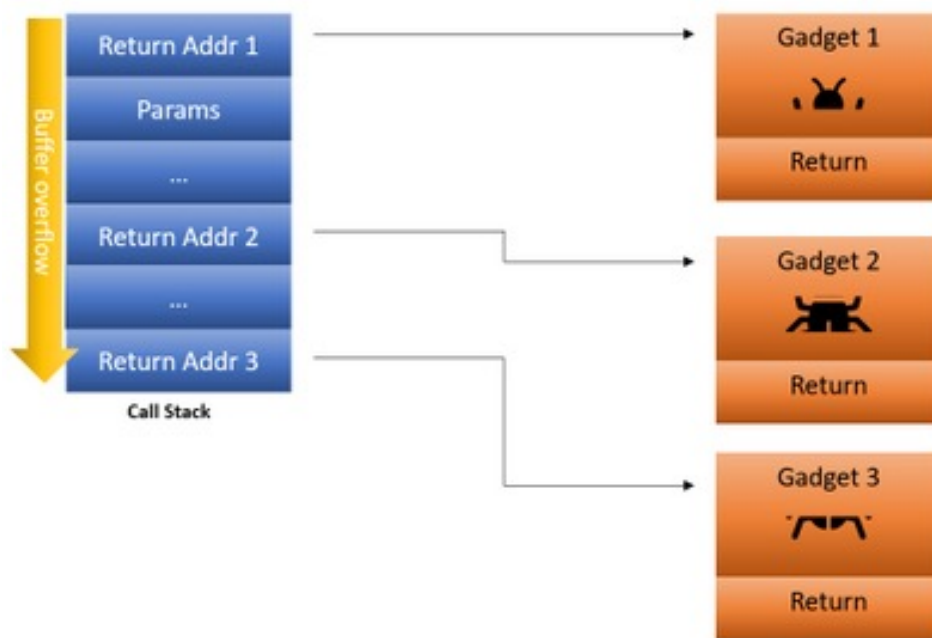 Buffer overflow
Return Addr 1
Params
...
Return Addr 2
...
Return Addr 3
Call Stack
Gadget 1
Return
Gadget 2
Return
Gadget 3
Return